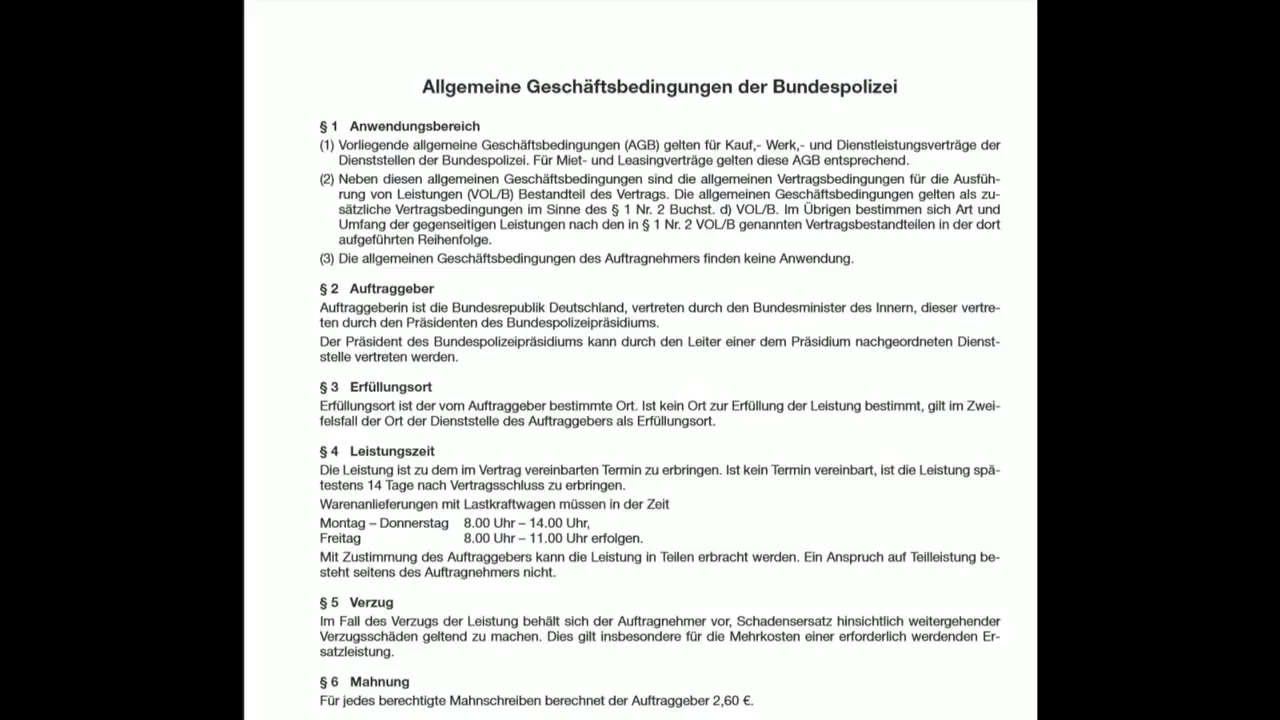 Allgemeine Geschäftsbedingungen der Bundespolizei
§ 1 Anwendungsbereich
(1) Vorliegende allgemeine Geschäftsbedingungen (AGB) gelten für Kauf,- Werk,- und Dienstleistungsverträge der
Dienststellen der Bundespolizei. Für Miet- und Leasingverträge gelten diese AGB entsprechend.
(2) Neben diesen allgemeinen Geschäftsbedingungen sind die allgemeinen Vertragsbedingungen für die Ausfüh-
rung von Leistungen (VOL/B) Bestandteil des Vertrags. Die allgemeinen Geschäftsbedingungen gelten als zu-
sätzliche Vertragsbedingungen im Sinne des § 1 Nr. 2 Buchst. d) VOL/B. Im Übrigen bestimmen sich Art und
Umfang der gegenseitigen Leistungen nach den in § 1 Nr. 2 VOL/B genannten Vertragsbestandteilen in der dort
aufgeführten Reihenfolge.
(3) Die allgemeinen Geschäftsbedingungen des Auftragnehmers finden keine Anwendung.
§ 2 Auftraggeber
Auftraggeberin ist die Bundesrepublik Deutschland, vertreten durch den Bundesminister des Innern, dieser vertre-
ten durch den Präsidenten des Bundespolizeipräsidiums.
Der Präsident des Bundespolizeipräsidiums kann durch den Leiter einer dem Präsidium nachgeordneten Dienst-
stelle vertreten werden.
§ 3 Erfüllungsort
Erfüllungsort ist der vom Auftraggeber bestimmte Ort. Ist kein Ort zur Erfüllung der Leistung bestimmt, gilt im Zwei-
felsfall der Ort der Dienststelle des Auftraggebers als Erfüllungsort.
§ 4 Leistungszeit
Die Leistung ist zu dem im Vertrag vereinbarten Termin zu erbringen. Ist kein Termin vereinbart, ist die Leistung spä-
testens 14 Tage nach Vertragsschluss zu erbringen.
Warenanlieferungen mit Lastkraftwagen müssen in der Zeit
Montag – Donnerstag 8.00 Uhr – 14.00 Uhr,
Freitag 8.00 Uhr – 11.00 Uhr erfolgen.
Mit Zustimmung des Auftraggebers kann die Leistung in Teilen erbracht werden. Ein Anspruch auf Teilleistung be-
steht seitens des Auftragnehmers nicht.
§ 5 Verzug
Im Fall des Verzugs der Leistung behält sich der Auftragnehmer vor, Schadensersatz hinsichtlich weitergehender
Verzugsschäden geltend zu machen. Dies gilt insbesondere für die Mehrkosten einer erforderlich werdenden Er-
satzleistung.
§ 6 Mahnung
Für jedes berechtigte Mahnschreiben berechnet der Auftraggeber 2,60 €.